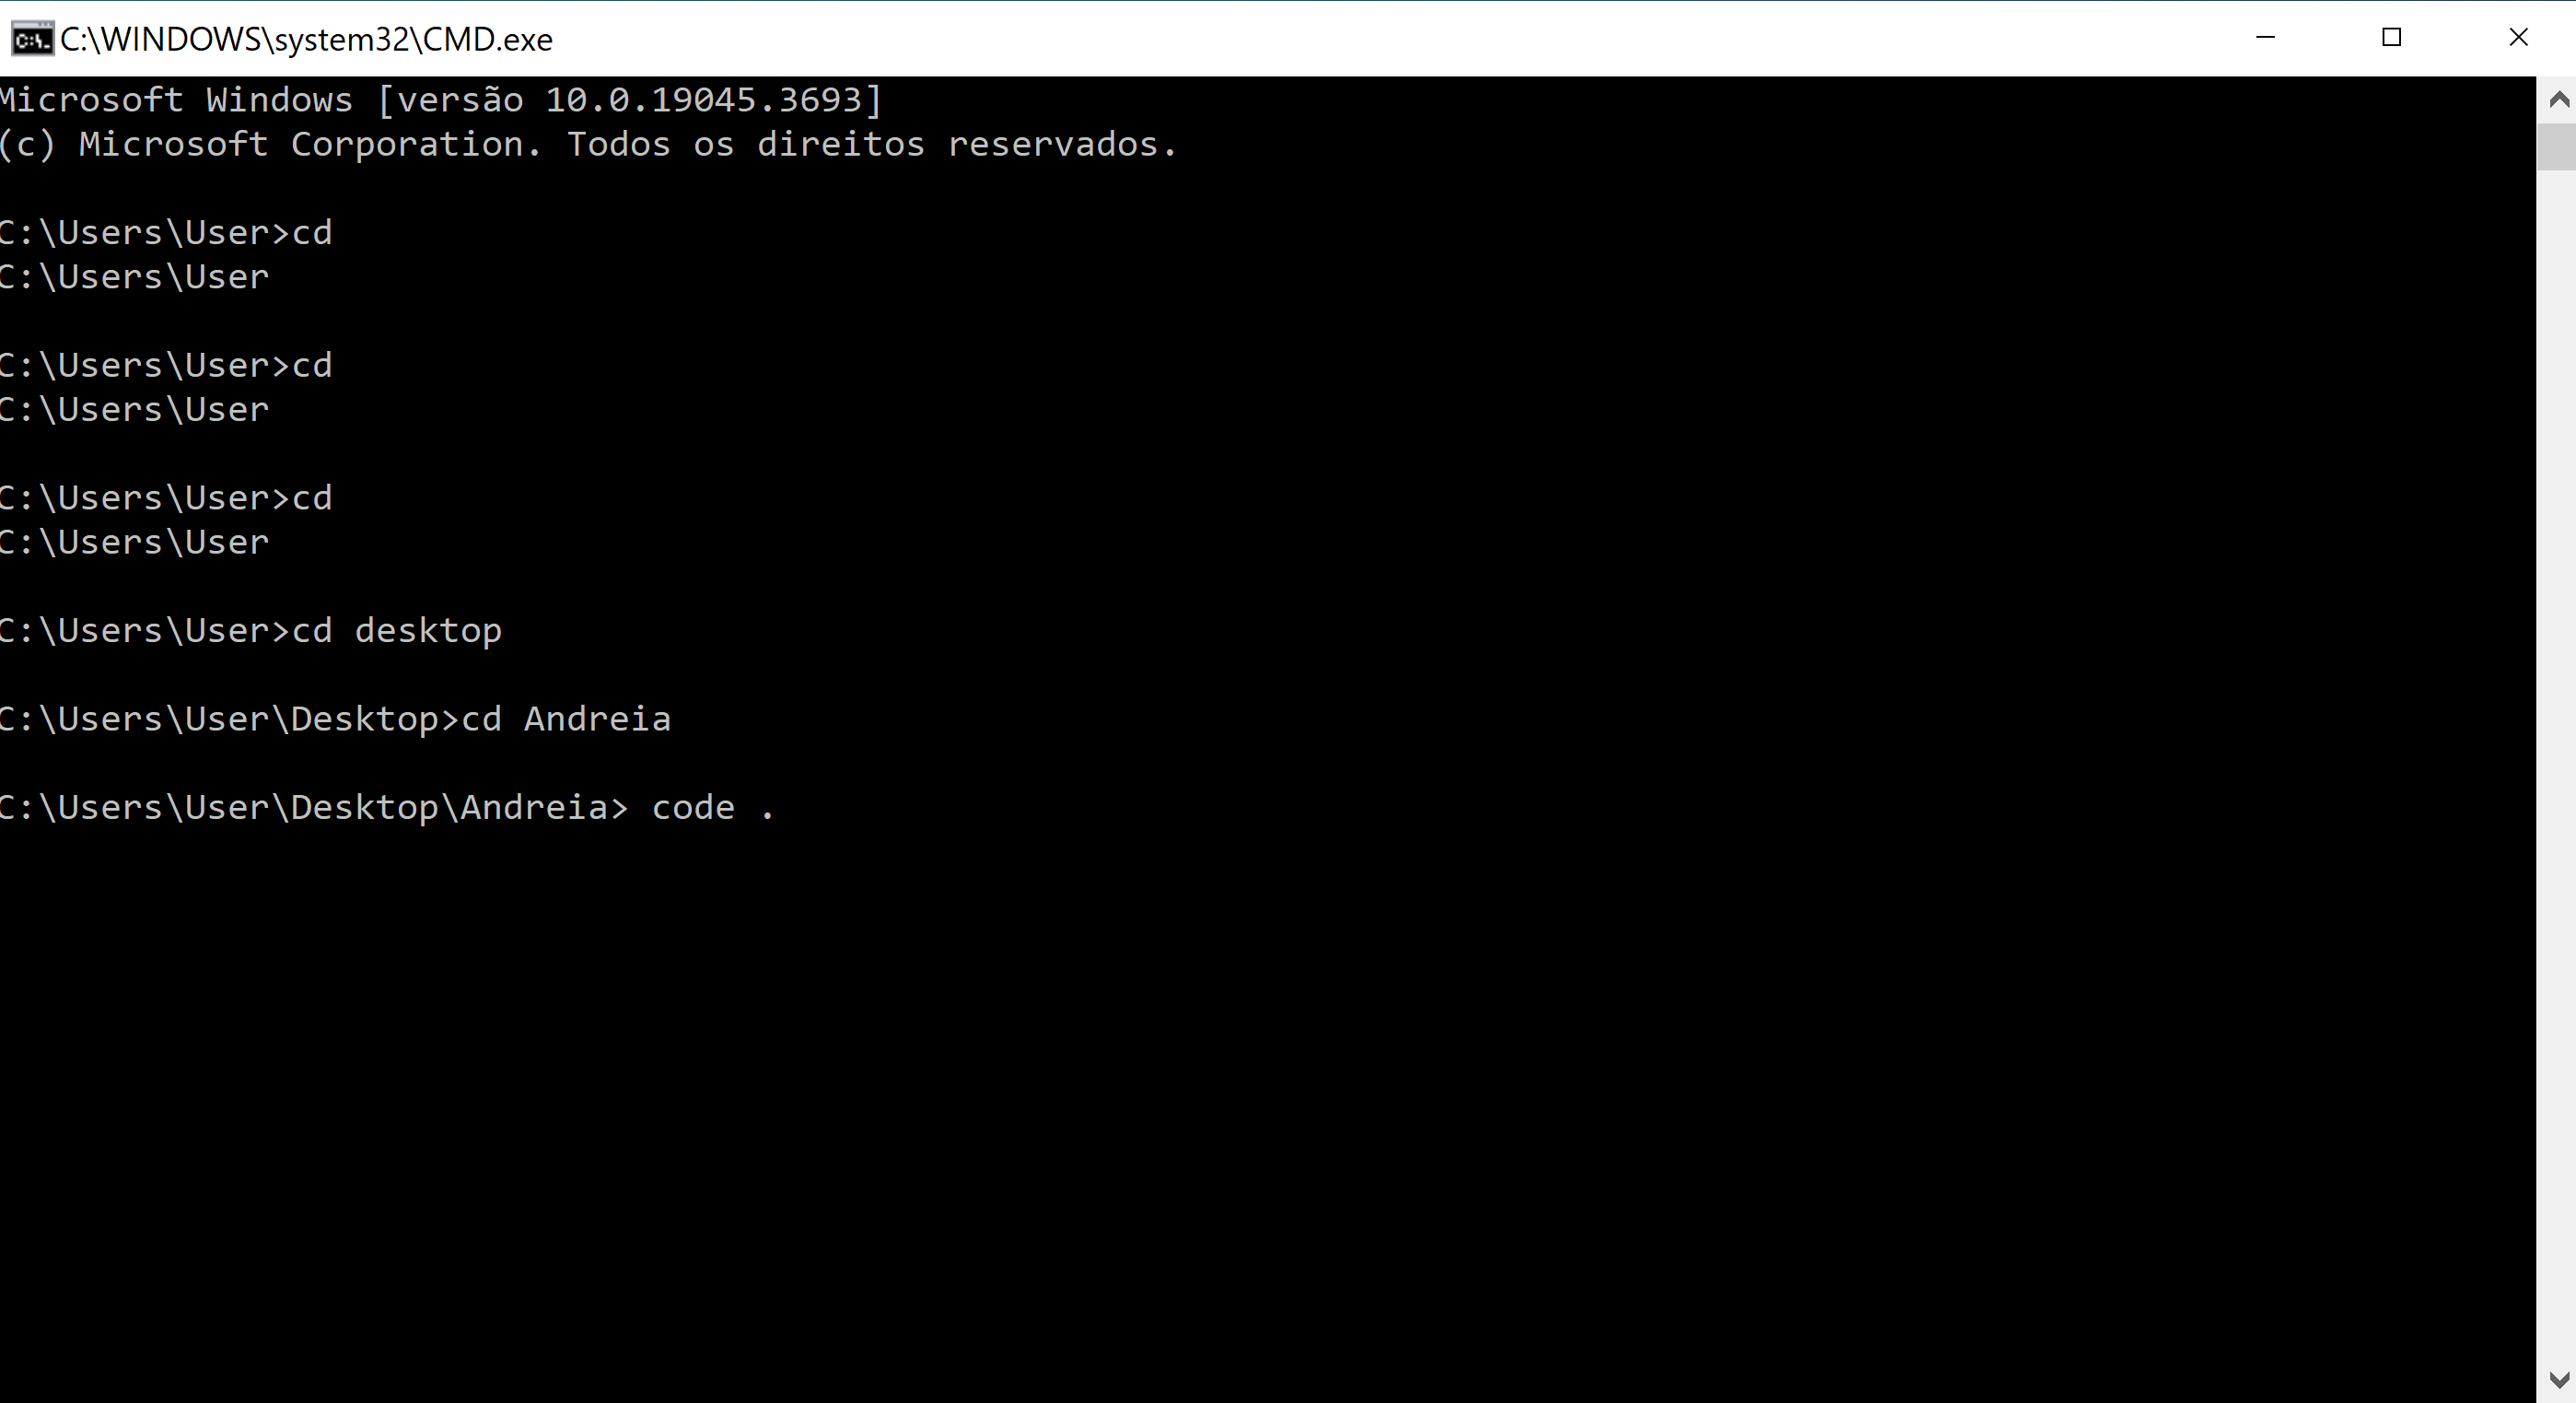 C:\WINDOWS\system32\CMD.exe
Microsoft Windows [versão 10.0.19045.3693]
(c) Microsoft Corporation. Todos os direitos reservados.
C:\Users\User>cd
C:\Users\User
C:\Users\User>cd
C:\Users\User
C:\Users\User>cd
C:\Users\User
C:\Users\User>cd desktop
C:\Users\User\Desktop>cd Andreia
C:\Users\User\Desktop\Andreia> code .